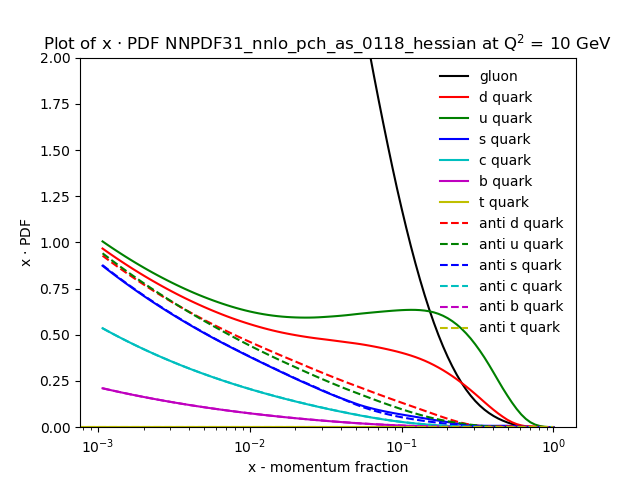 Plot of x · PDF NNPDF31_nnlo_pch_as_0118_hessian at Q² = 10 GeV
2.00
1.75
1.50
1.25
1.00
0.75
0.50
0.25
0.00
x · PDF
gluon
d quark
u quark
s quark
c quark
b quark
t quark
anti d quark
anti u quark
anti s quark
anti c quark
anti b quark
anti t quark
10⁻³ 10⁻² 10⁻¹ 10⁰
x - momentum fraction